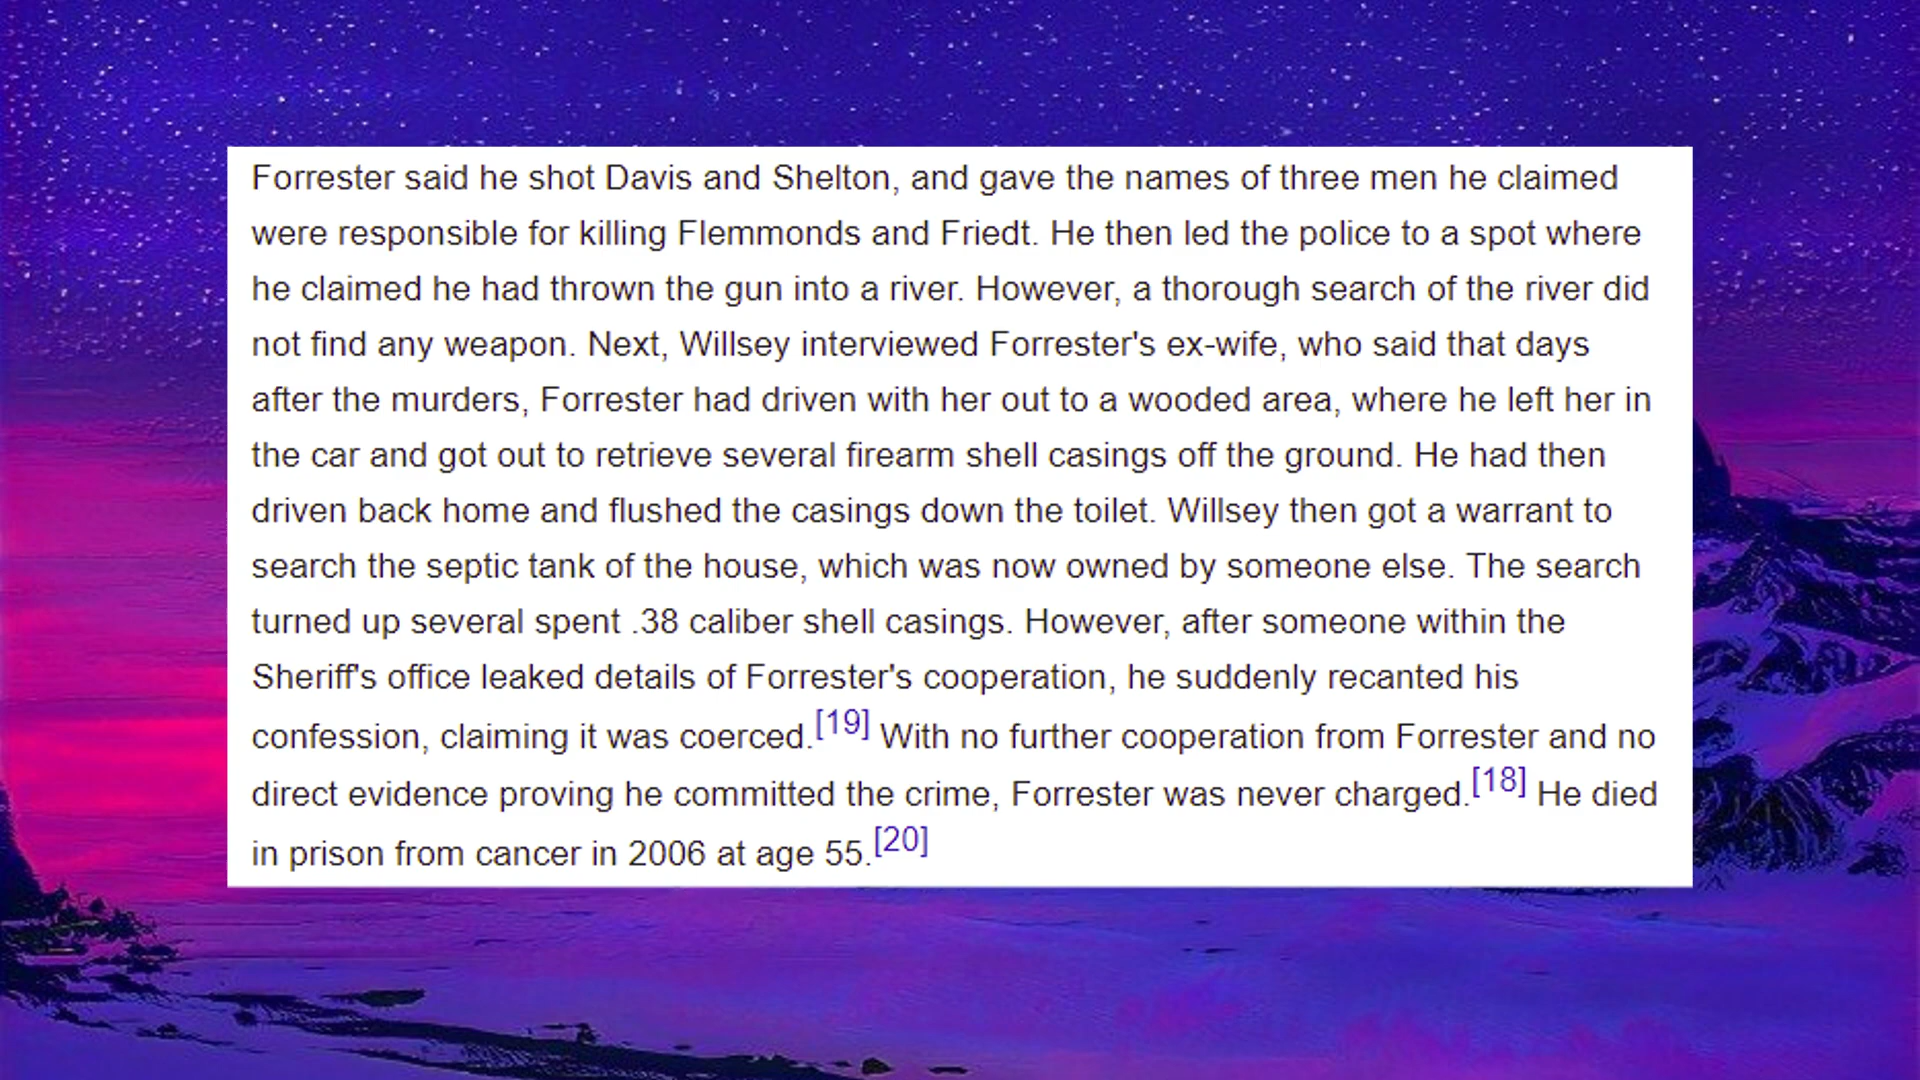 Forrester said he shot Davis and Shelton, and gave the names of three men he claimed
were responsible for killing Flemmonds and Friedt. He then led the police to a spot where
he claimed he had thrown the gun into a river. However, a thorough search of the river did
not find any weapon. Next, Willsey interviewed Forrester's ex-wife, who said that days
after the murders, Forrester had driven with her out to a wooded area, where he left her in
the car and got out to retrieve several firearm shell casings off the ground. He had then
driven back home and flushed the casings down the toilet. Willsey then got a warrant to
search the septic tank of the house, which was now owned by someone else. The search
turned up several spent .38 caliber shell casings. However, after someone within the
Sheriff's office leaked details of Forrester's cooperation, he suddenly recanted his
confession, claiming it was coerced.[19] With no further cooperation from Forrester and no
direct evidence proving he committed the crime, Forrester was never charged.[18] He died
in prison from cancer in 2006 at age 55.[20]